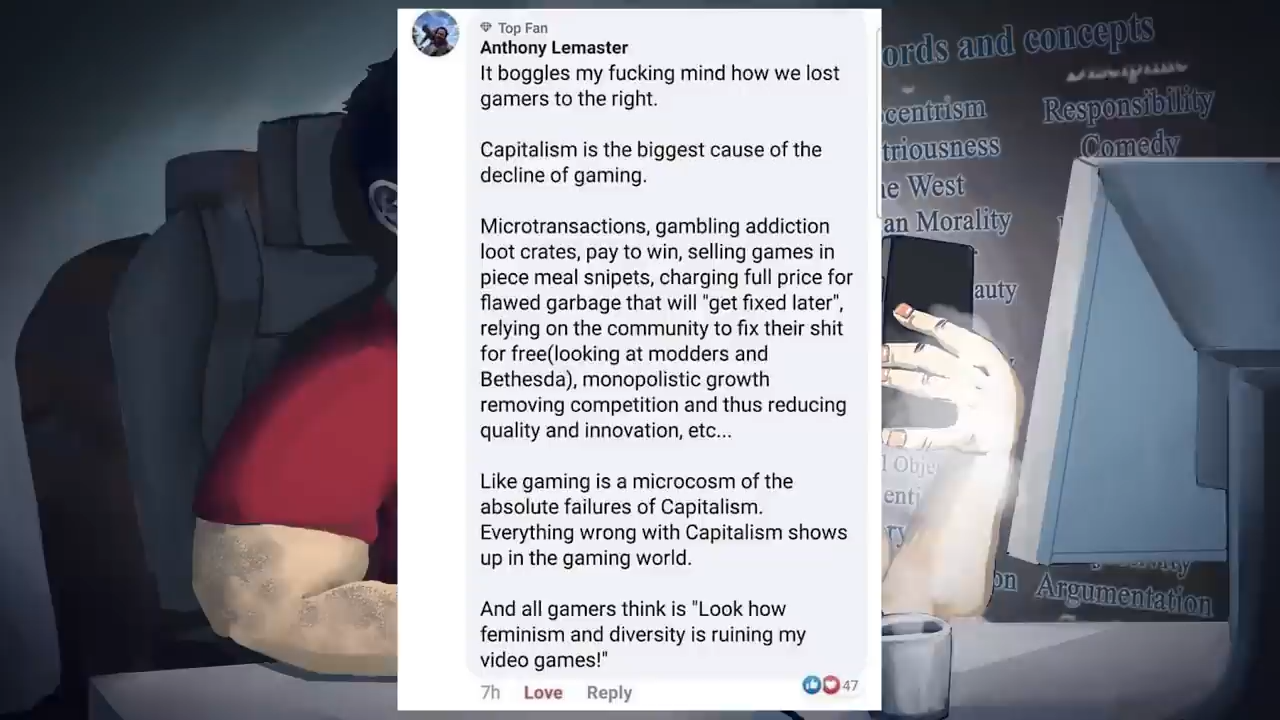 Top Fan
Anthony Lemaster
It boggles my fucking mind how we lost
gamers to the right.
Capitalism is the biggest cause of the
decline of gaming.
Microtransactions, gambling addiction
loot crates, pay to win, selling games in
piece meal snipets, charging full price for
flawed garbage that will "get fixed later",
relying on the community to fix their shit
for free(looking at modders and
Bethesda), monopolistic growth
removing competition and thus reducing
quality and innovation, etc...
Like gaming is a microcosm of the
absolute failures of Capitalism.
Everything wrong with Capitalism shows
up in the gaming world.
And all gamers think is "Look how
feminism and diversity is ruining my
video games!"
7h Love Reply 47
ords and concepts
centrism
Responsibility
triousness
Comedy
e West
an Morality
auty
Obje
enti
on
Argumentation